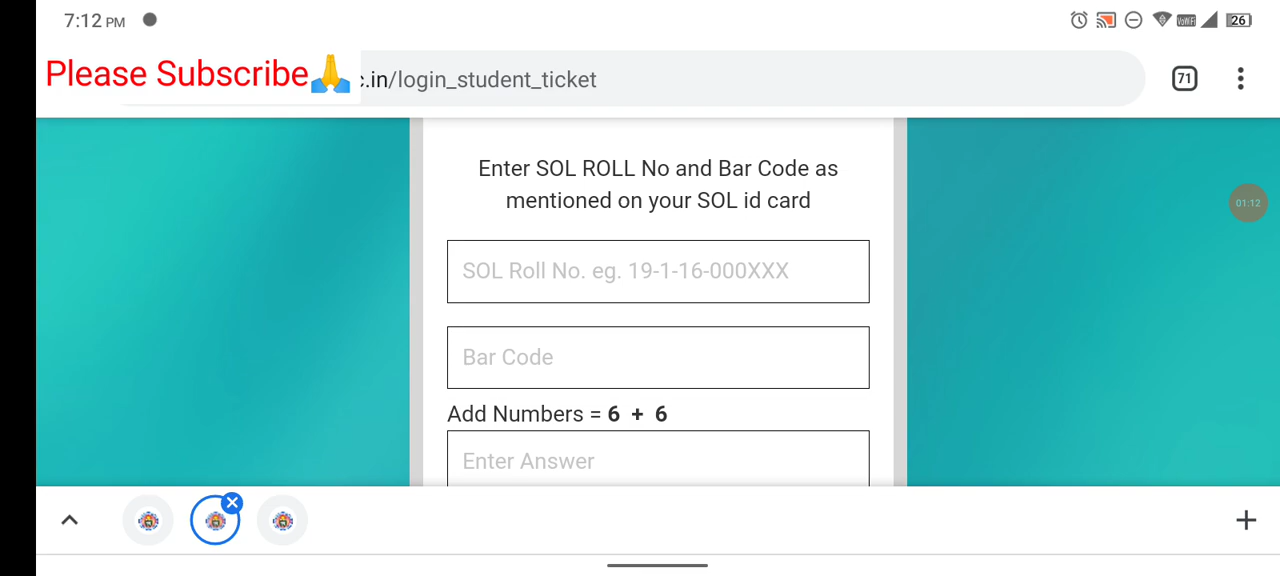 7:12 PM
VoWiFi
26
Please Subscribe🙏
c.in/login_student_ticket
71
Enter SOL ROLL No and Bar Code as
mentioned on your SOL id card
01:12
SOL Roll No. eg. 19-1-16-000XXX
Bar Code
Add Numbers = 6 + 6
Enter Answer